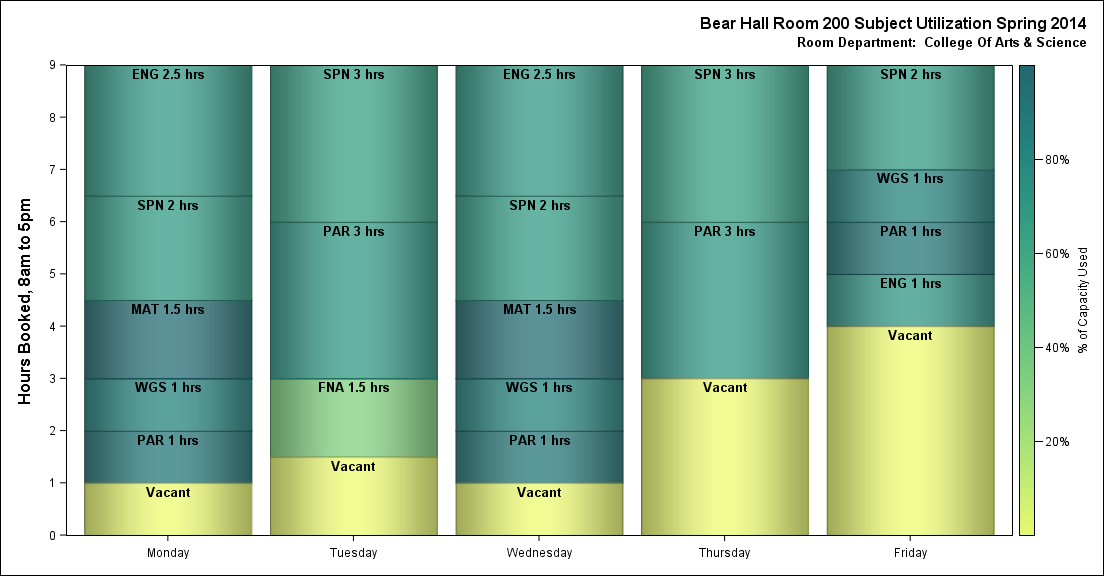 Bear Hall Room 200 Subject Utilization Spring 2014
Room Department:  College Of Arts & Science
Hours Booked, 8am to 5pm
9
8
7
6
5
4
3
2
1
0
ENG 2.5 hrs
SPN 2 hrs
MAT 1.5 hrs
WGS 1 hrs
PAR 1 hrs
Vacant
Monday
SPN 3 hrs
PAR 3 hrs
FNA 1.5 hrs
Vacant
Tuesday
ENG 2.5 hrs
SPN 2 hrs
MAT 1.5 hrs
WGS 1 hrs
PAR 1 hrs
Vacant
Wednesday
SPN 3 hrs
PAR 3 hrs
Vacant
Thursday
SPN 2 hrs
WGS 1 hrs
PAR 1 hrs
ENG 1 hrs
Vacant
Friday
80%
60%
40%
20%
% of Capacity Used